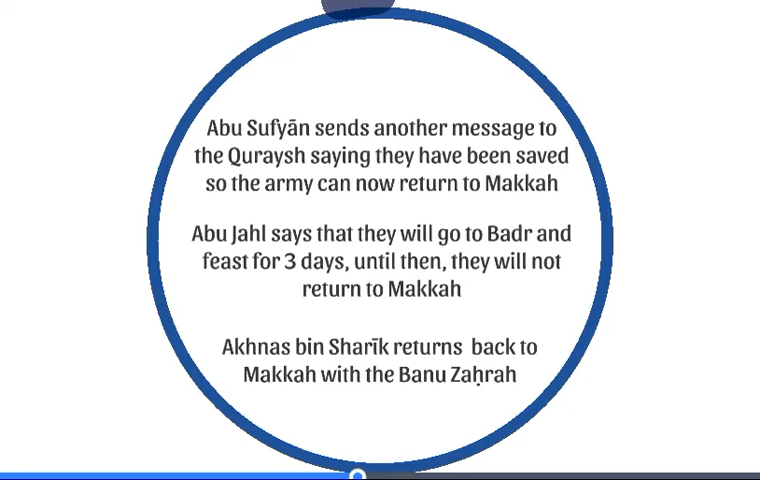 Abu Sufyān sends another message to
the Quraysh saying they have been saved
so the army can now return to Makkah
Abu Jahl says that they will go to Badr and
feast for 3 days, until then, they will not
return to Makkah
Akhnas bin Sharīk returns  back to
Makkah with the Banu Zaḥrah